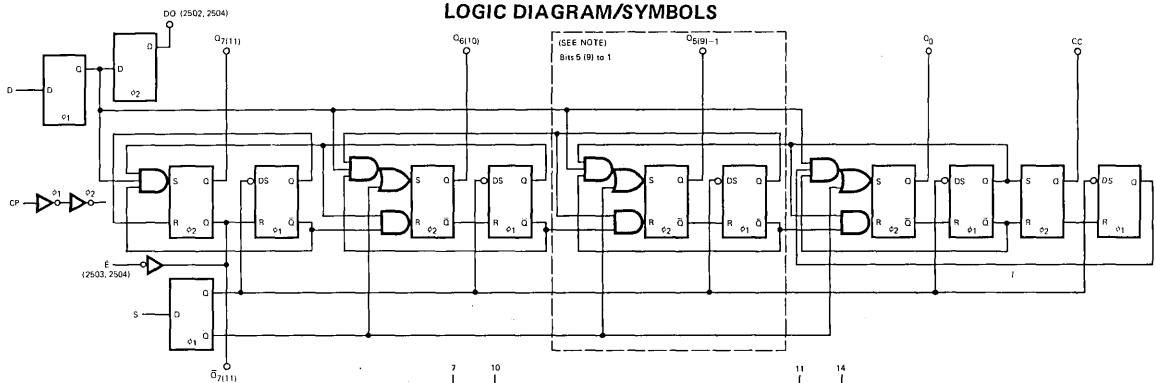 LOGIC DIAGRAM/SYMBOLS
DO (2502, 2504)
Q7(11)
Q6(10)
(SEE NOTE)
Bits 5 (9) to 1
Q5(9)–1
Q0
CC
D
D Q
φ1
D Q
φ2
S Q
R
φ2
DS Q
R Q̅
φ1
S Q
R Q̅
φ2
DS Q
R Q̅
φ1
S Q
R Q̅
φ2
DS Q
R Q̅
φ1
S Q
R Q̅
φ2
DS Q
R Q̅
φ1
S Q
R
φ2
DS Q
R
φ1
CP
φ1
φ2
E̅
(2503, 2504)
S
D Q
Q
φ1
Q̅7(11)
7 10
11 14